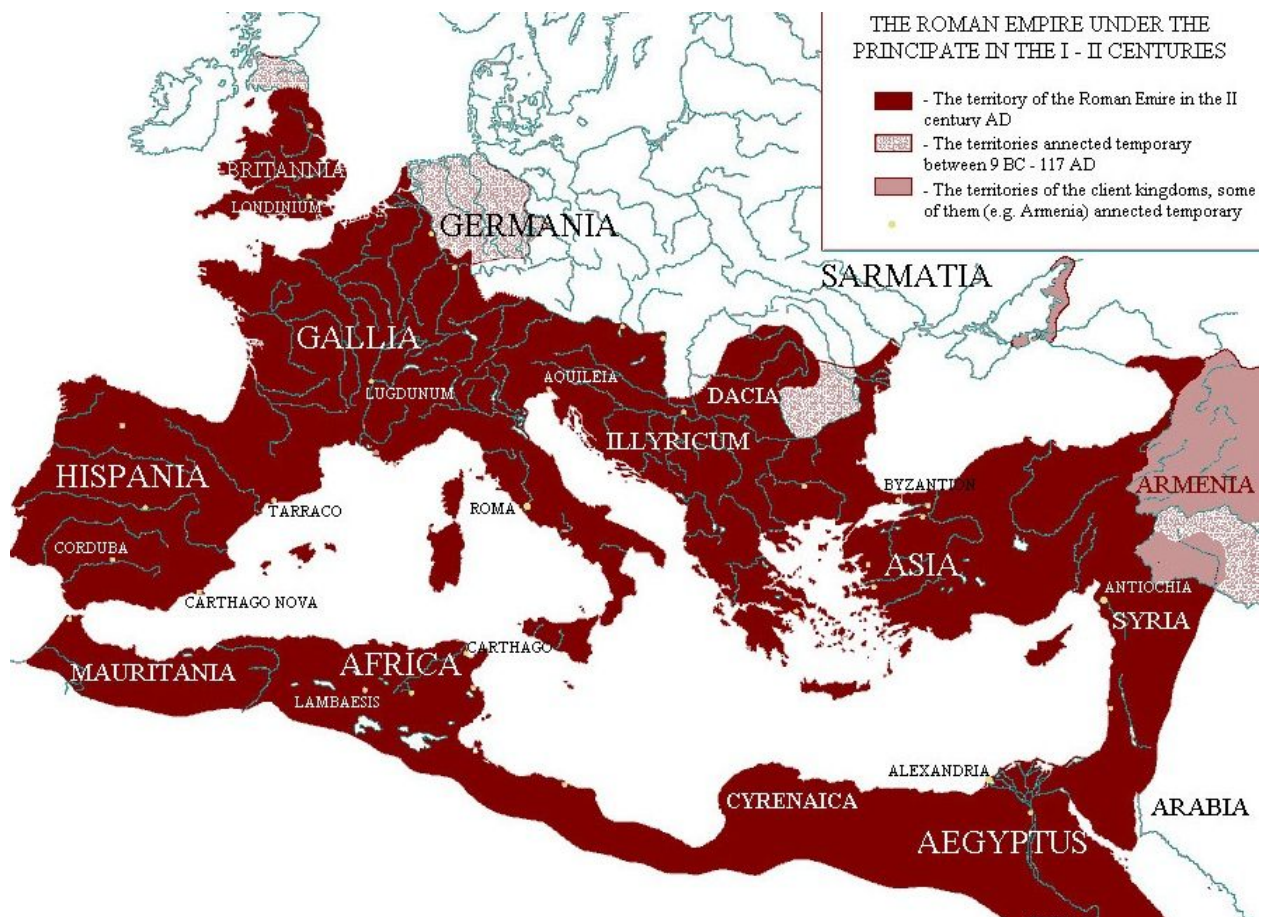 THE ROMAN EMPIRE UNDER THE
PRINCIPATE IN THE I - II CENTURIES
- The territory of the Roman Emire in the II
century AD
- The territories annected temporary
between 9 BC - 117 AD
- The territories of the client kingdoms, some
of them (e.g. Armenia) annected temporary
BRITANNIA
LONDINIUM
GERMANIA
SARMATIA
GALLIA
LUGDUNUM
AQUILEIA
DACIA
ILLYRICUM
HISPANIA
TARRACO
ROMA
BYZANTION
ARMENIA
CORDUBA
ASIA
ANTIOCHIA
CARTHAGO NOVA
SYRIA
CARTHAGO
MAURITANIA
AFRICA
LAMBAESIS
ALEXANDRIA
CYRENAICA
ARABIA
AEGYPTUS